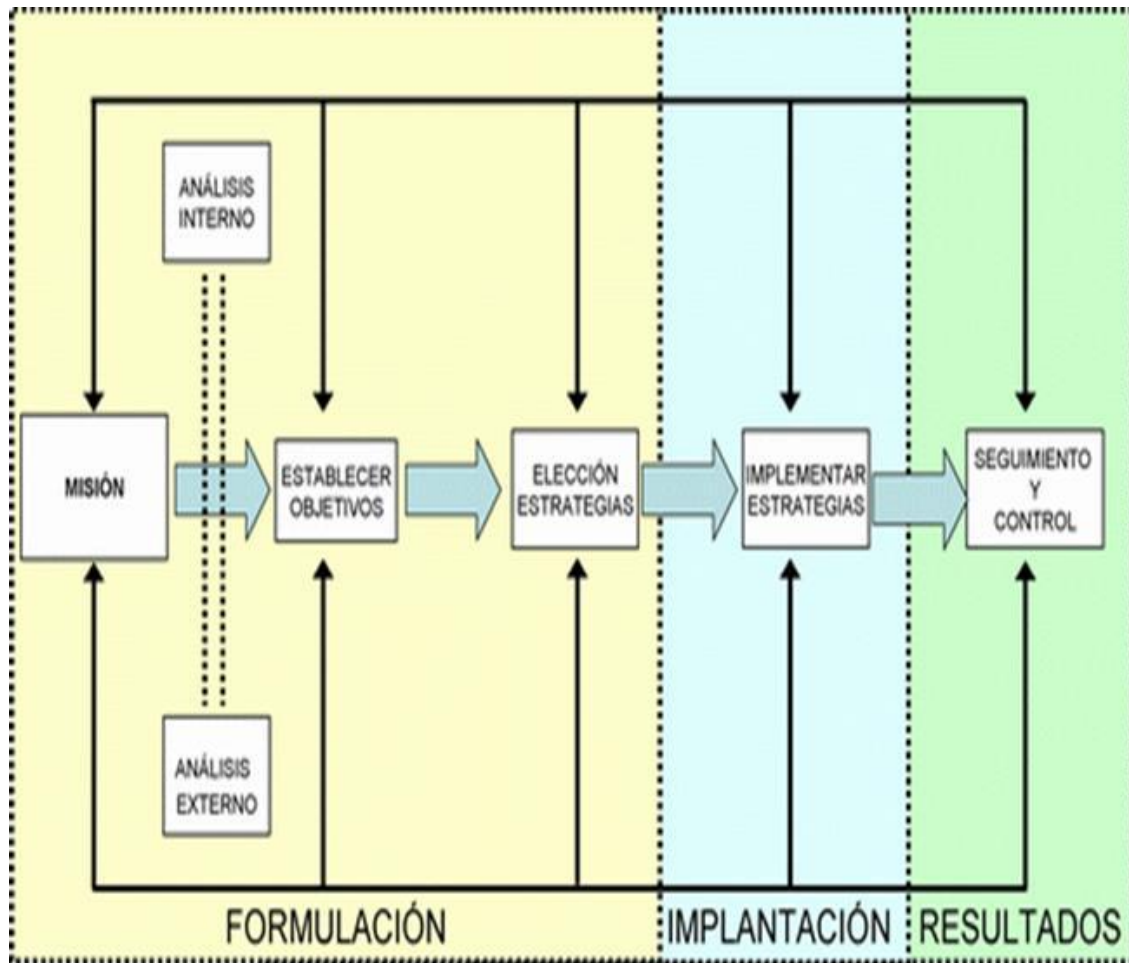 ANÁLISIS
INTERNO
MISIÓN
ESTABLECER
OBJETIVOS
ELECCIÓN
ESTRATEGIAS
IMPLEMENTAR
ESTRATEGIAS
SEGUIMIENTO
Y
CONTROL
ANÁLISIS
EXTERNO
FORMULACIÓN
IMPLANTACIÓN
RESULTADOS